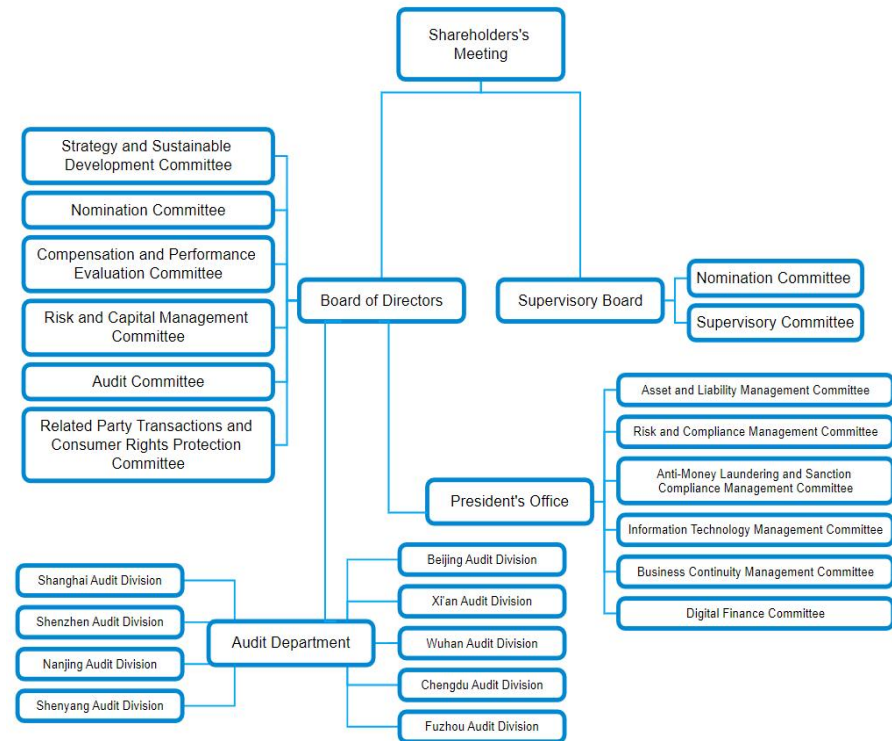 Shareholders's
Meeting
Strategy and Sustainable
Development Committee
Nomination Committee
Compensation and Performance
Evaluation Committee
Risk and Capital Management
Committee
Audit Committee
Related Party Transactions and
Consumer Rights Protection
Committee
Board of Directors
Supervisory Board
Nomination Committee
Supervisory Committee
President's Office
Asset and Liability Management Committee
Risk and Compliance Management Committee
Anti-Money Laundering and Sanction
Compliance Management Committee
Information Technology Management Committee
Business Continuity Management Committee
Digital Finance Committee
Shanghai Audit Division
Shenzhen Audit Division
Nanjing Audit Division
Shenyang Audit Division
Audit Department
Beijing Audit Division
Xi'an Audit Division
Wuhan Audit Division
Chengdu Audit Division
Fuzhou Audit Division